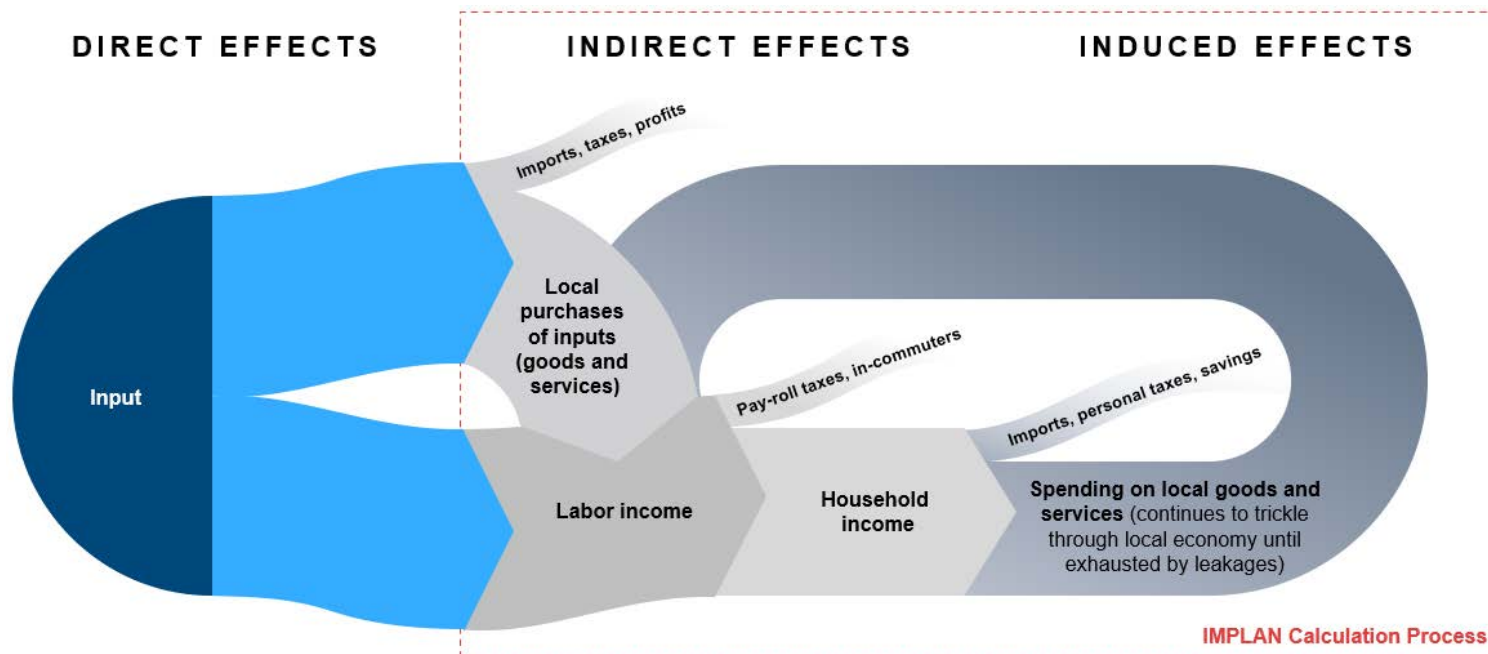 DIRECT EFFECTS
INDIRECT EFFECTS
INDUCED EFFECTS
Imports, taxes, profits
Local
purchases
of inputs
(goods and
services)
Input
Pay-roll taxes, in-commuters
Imports, personal taxes, savings
Labor income
Household
income
Spending on local goods and
services (continues to trickle
through local economy until
exhausted by leakages)
IMPLAN Calculation Process